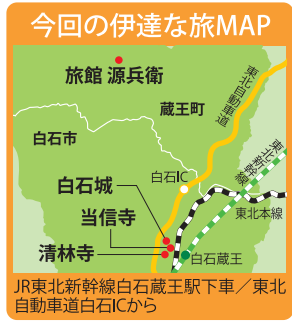 今回の伊達な旅MAP
旅館 源兵衛
東北自動車道
蔵王町
白石市
東北新幹線
白石IC
白石城
当信寺
東北本線
清林寺
白石蔵王
JR東北新幹線白石蔵王駅下車／東北
自動車道白石ICから